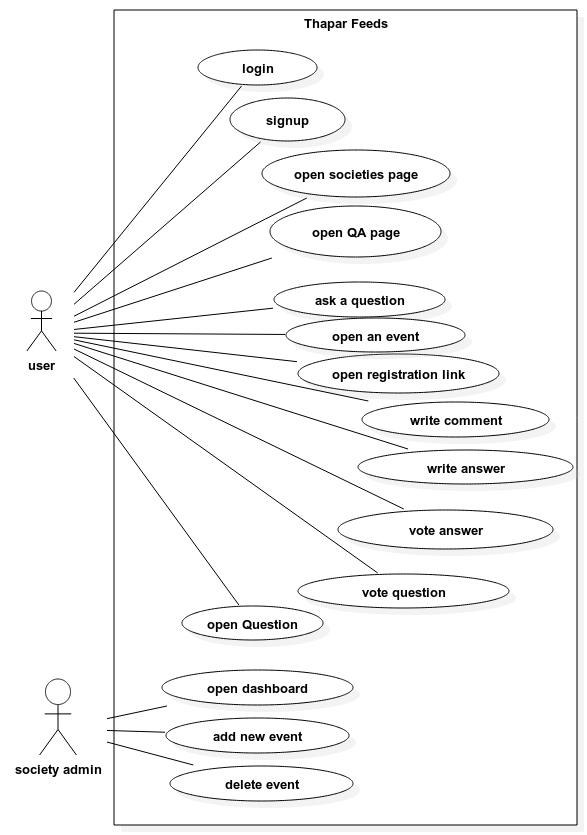 Thapar Feeds
login
signup
open societies page
open QA page
ask a question
open an event
user
open registration link
write comment
write answer
vote answer
vote question
open Question
open dashboard
add new event
society admin
delete event